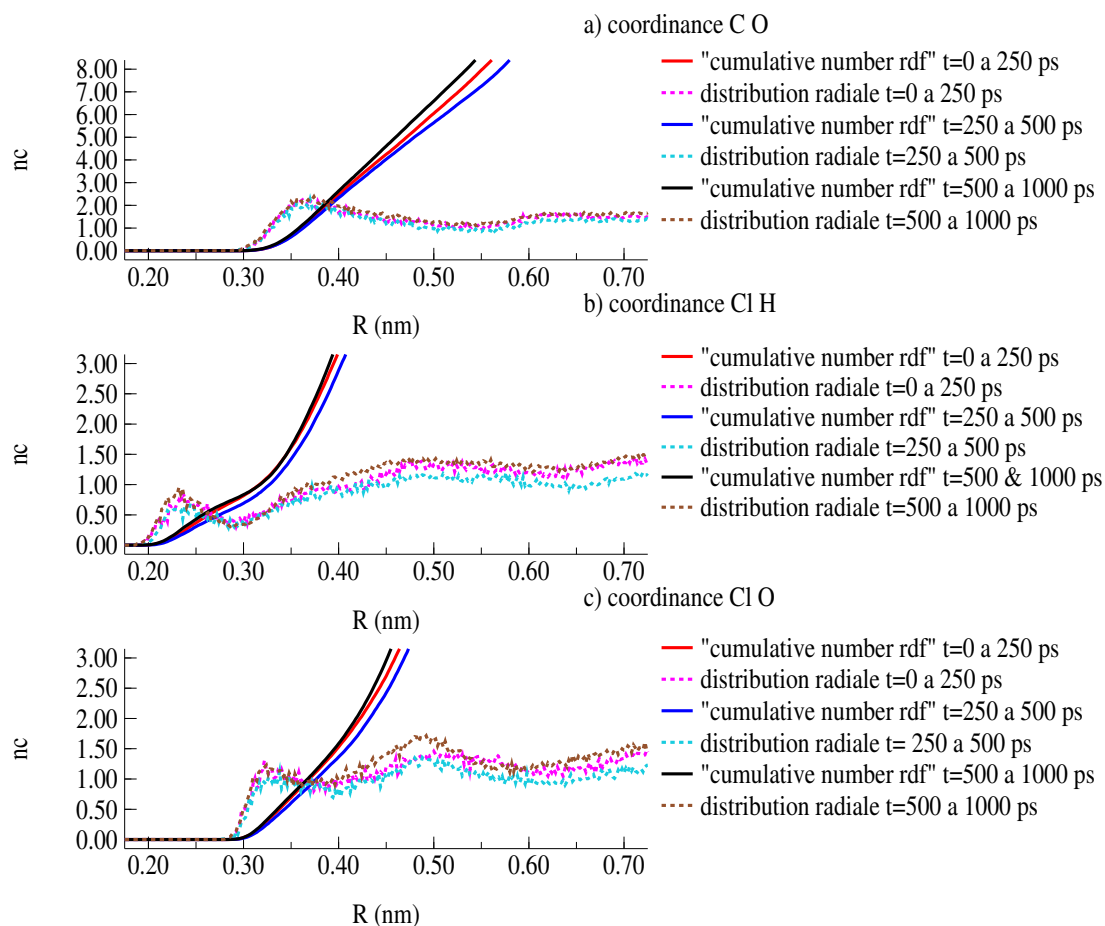 a) coordinance C O
nc
8.00
7.00
6.00
5.00
4.00
3.00
2.00
1.00
0.00
0.20 0.30 0.40 0.50 0.60 0.70
R (nm)
"cumulative number rdf" t=0 a 250 ps
distribution radiale t=0 a 250 ps
"cumulative number rdf" t=250 a 500 ps
distribution radiale t=250 a 500 ps
"cumulative number rdf" t=500 a 1000 ps
distribution radiale t=500 a 1000 ps
b) coordinance Cl H
nc
3.00
2.50
2.00
1.50
1.00
0.50
0.00
0.20 0.30 0.40 0.50 0.60 0.70
R (nm)
"cumulative number rdf" t=0 a 250 ps
distribution radiale t=0 a 250 ps
"cumulative number rdf" t=250 a 500 ps
distribution radiale t=250 a 500 ps
"cumulative number rdf" t=500 & 1000 ps
distribution radiale t=500 a 1000 ps
c) coordinance Cl O
nc
3.00
2.50
2.00
1.50
1.00
0.50
0.00
0.20 0.30 0.40 0.50 0.60 0.70
R (nm)
"cumulative number rdf" t=0 a 250 ps
distribution radiale t=0 a 250 ps
"cumulative number rdf" t=250 a 500 ps
distribution radiale t= 250 a 500 ps
"cumulative number rdf" t=500 a 1000 ps
distribution radiale t=500 a 1000 ps